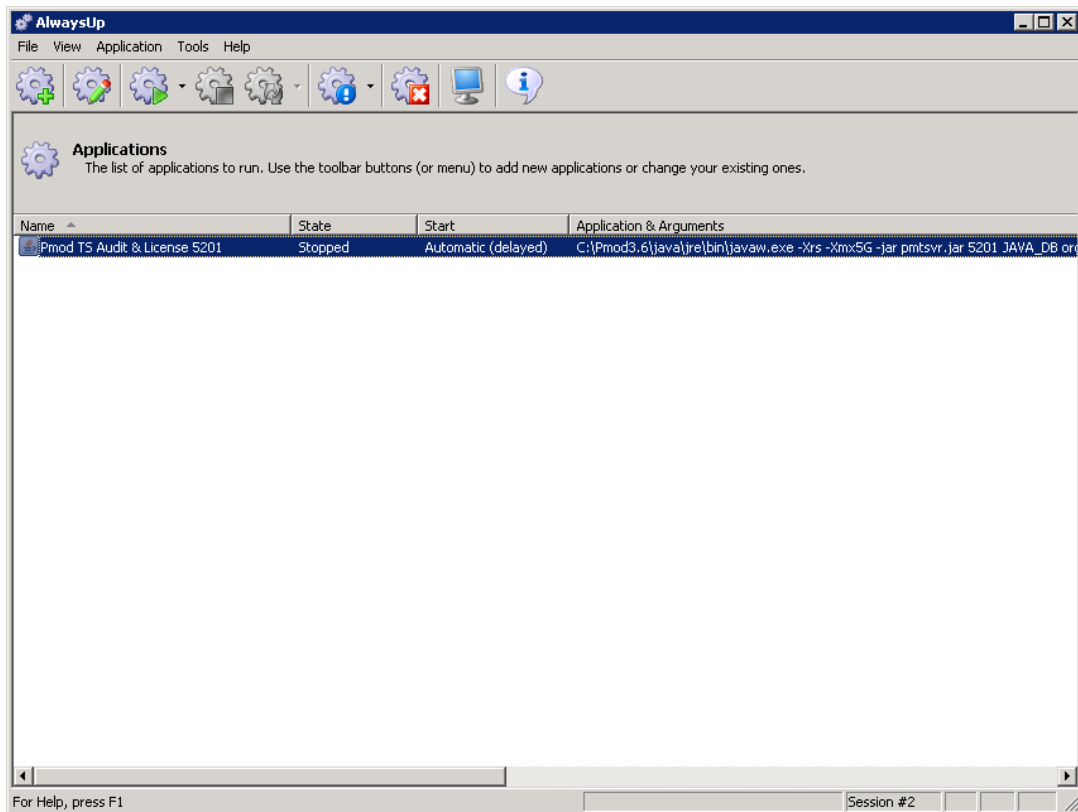 AlwaysUp
File View Application Tools Help
Applications
The list of applications to run. Use the toolbar buttons (or menu) to add new applications or change your existing ones.
Name State Start Application & Arguments
Pmod TS Audit & License 5201 Stopped Automatic (delayed) C:\Pmod3.6\java\jre\bin\javaw.exe -Xrs -Xmx5G -jar pmtsvr.jar 5201 JAVA_DB org
For Help, press F1 Session #2